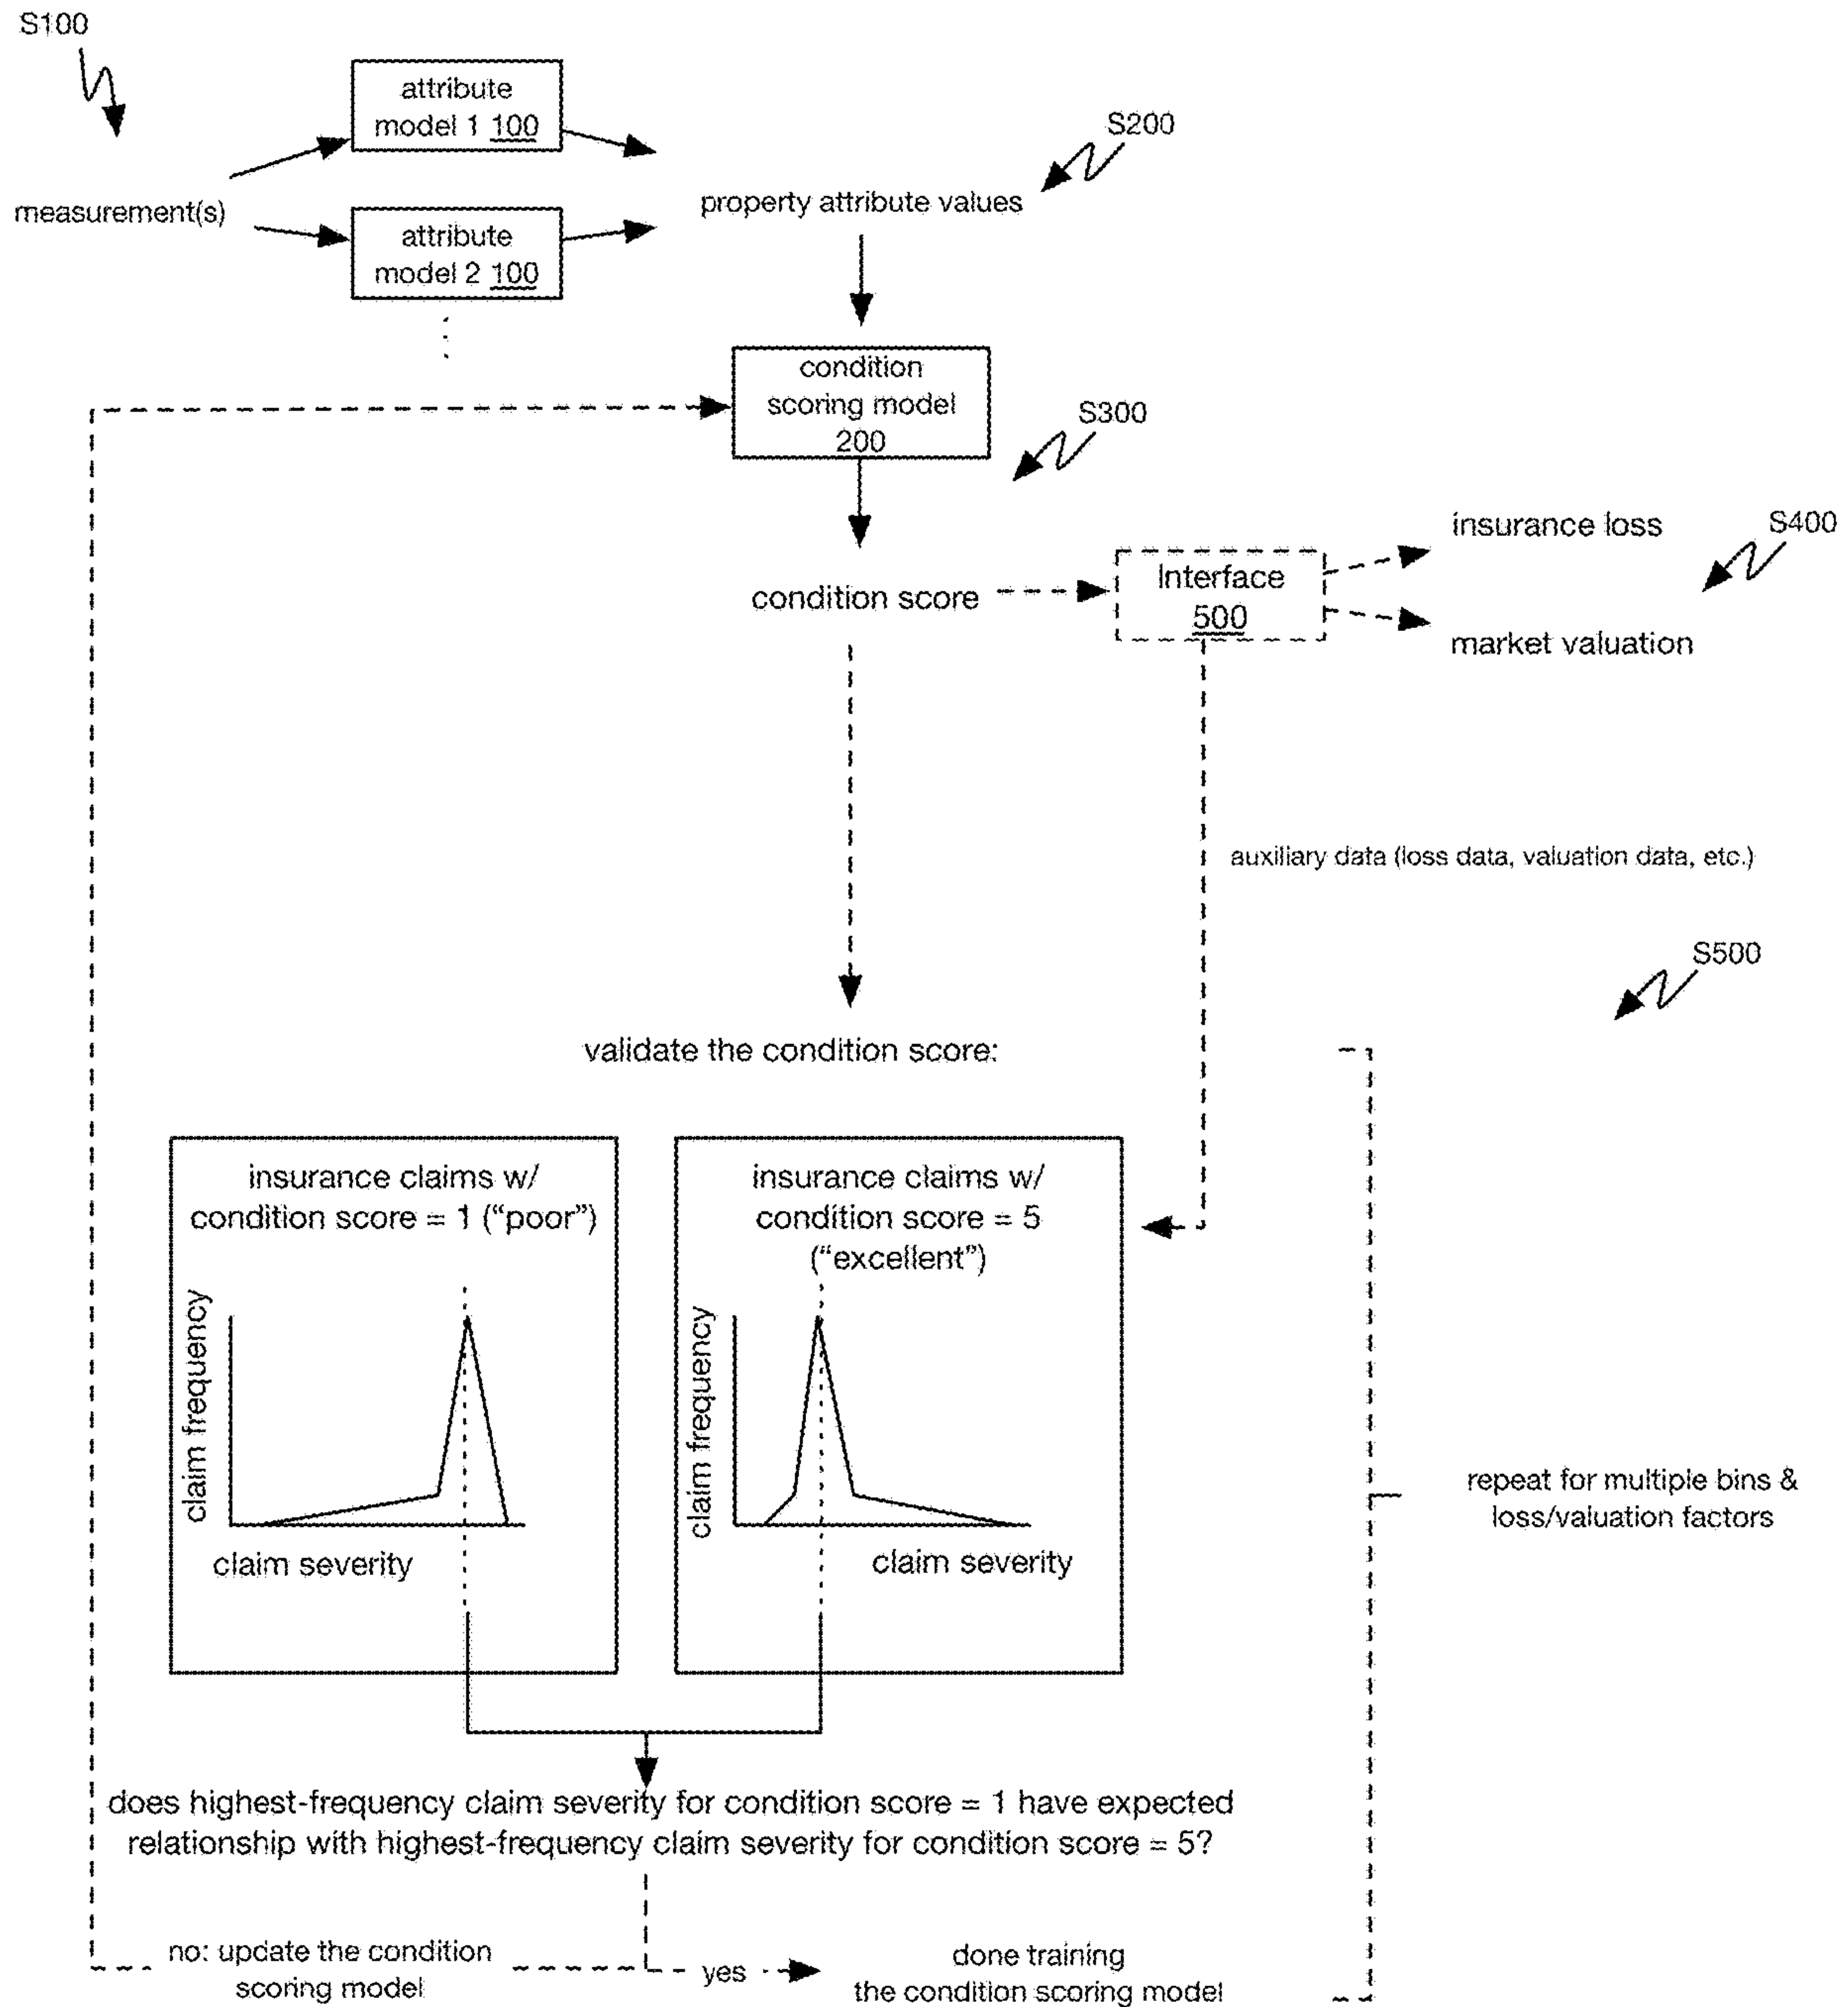 S100
attribute
model 1 100
S200
measurement(s)
property attribute values
attribute
model 2 100
condition
scoring model
200
S300
insurance loss
S400
Interface
500
condition score
market valuation
auxiliary data (loss data, valuation data, etc.)
S500
validate the condition score:
insurance claims w/
condition score = 1 (“poor”)
insurance claims w/
condition score = 5
(“excellent”)
claim frequency
claim severity
claim frequency
claim severity
repeat for multiple bins &
loss/valuation factors
does highest-frequency claim severity for condition score = 1 have expected
relationship with highest-frequency claim severity for condition score = 5?
no: update the condition
scoring model
yes
done training
the condition scoring model